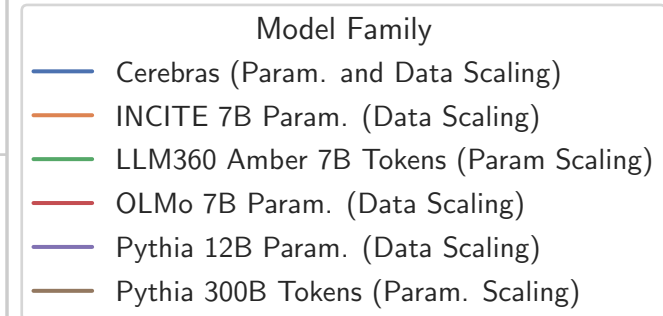 Model Family
Cerebras (Param. and Data Scaling)
INCITE 7B Param. (Data Scaling)
LLM360 Amber 7B Tokens (Param Scaling)
OLMo 7B Param. (Data Scaling)
Pythia 12B Param. (Data Scaling)
Pythia 300B Tokens (Param. Scaling)